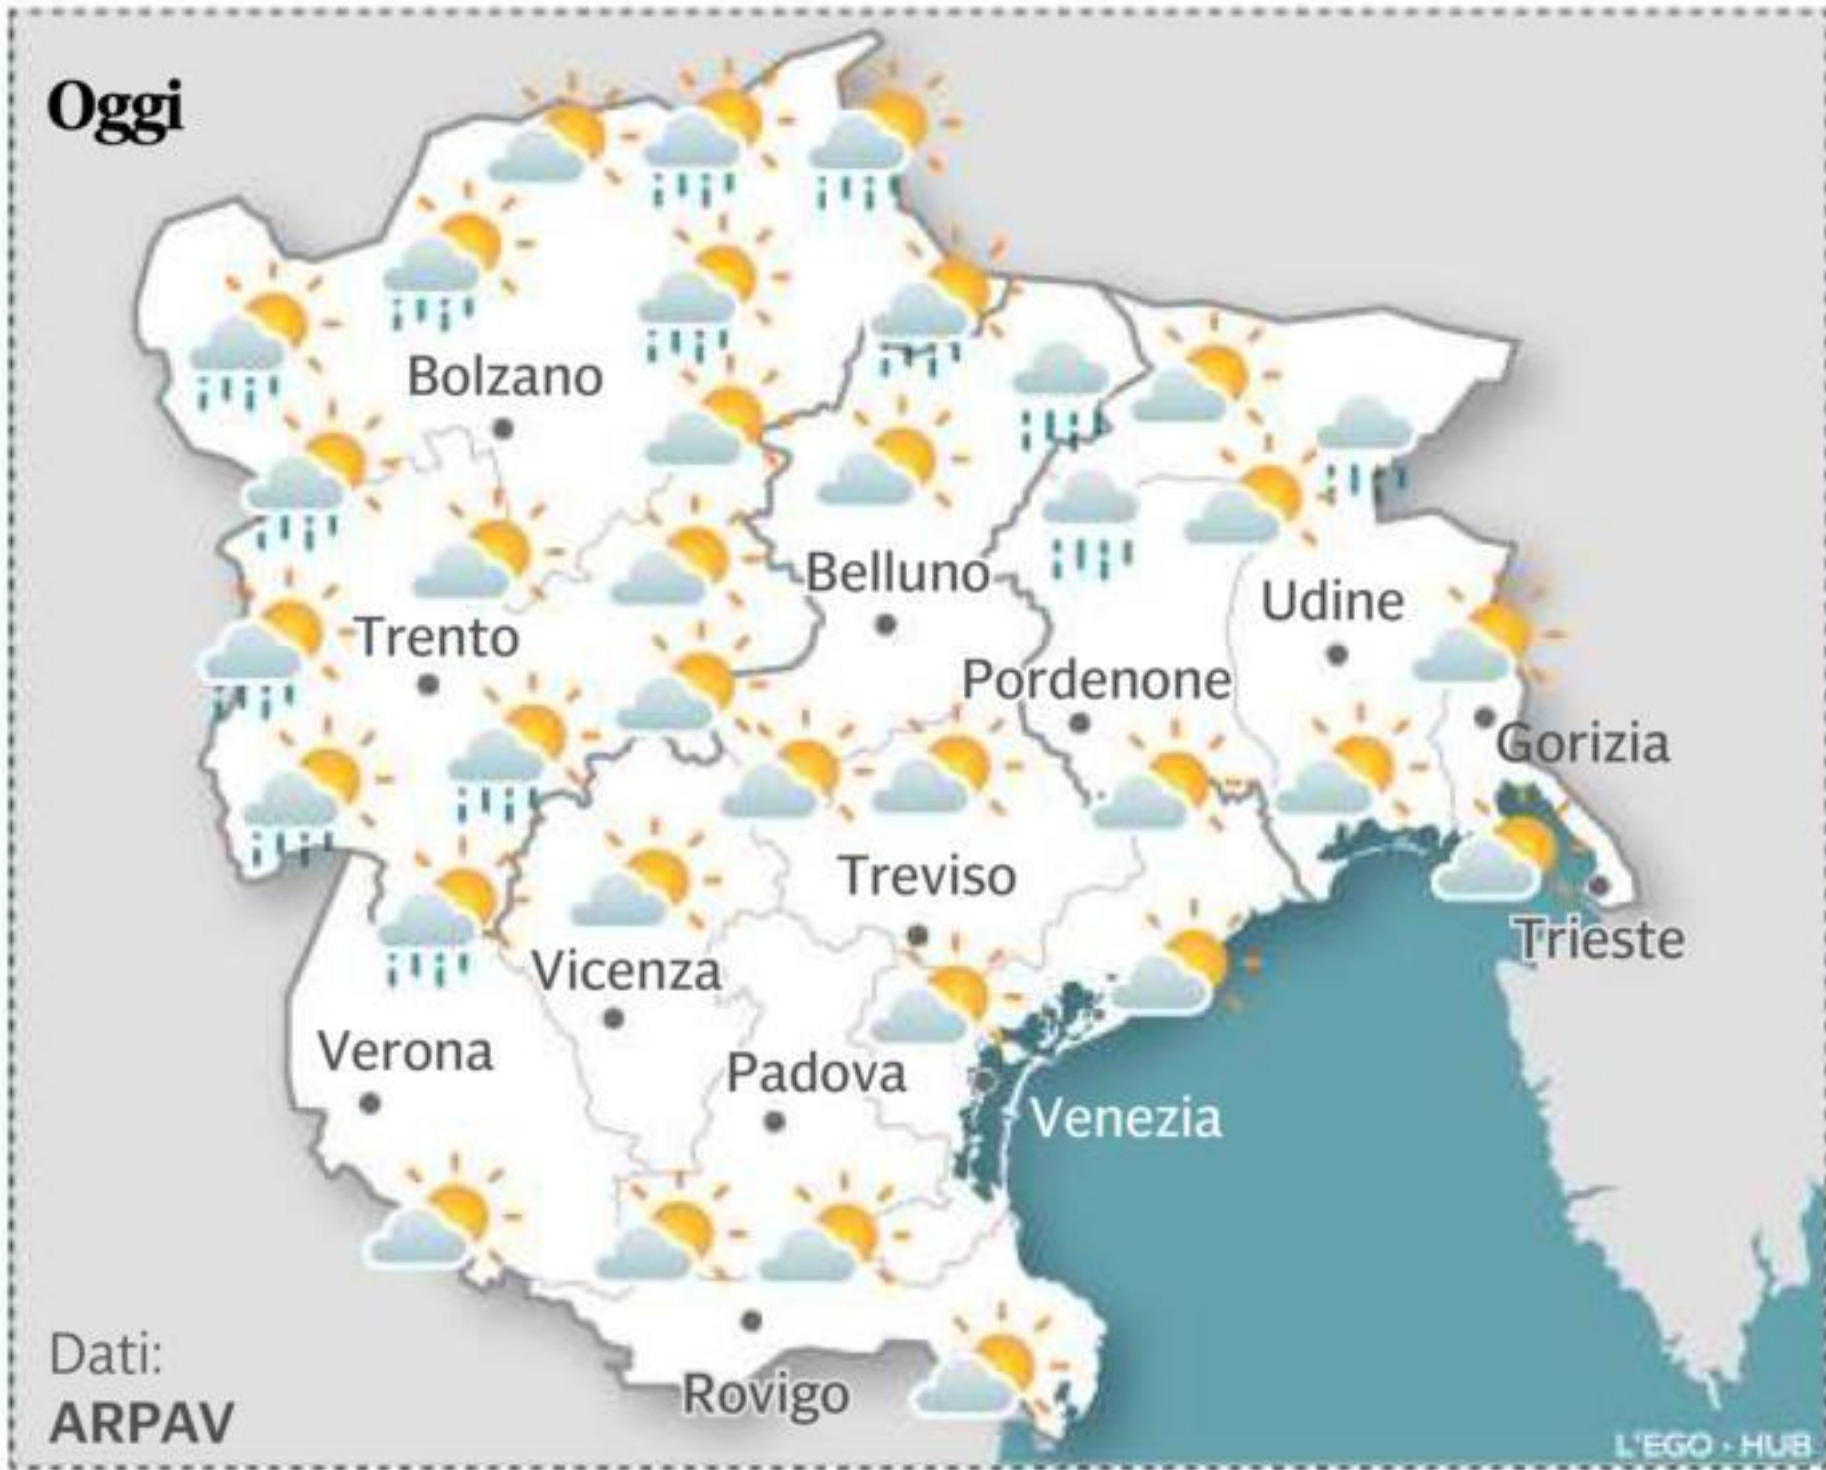 Oggi
Bolzano
Belluno
Udine
Trento
Pordenone
Gorizia
Treviso
Trieste
Vicenza
Verona
Padova
Venezia
Dati:
ARPAV
Rovigo
L'EGO - HUB